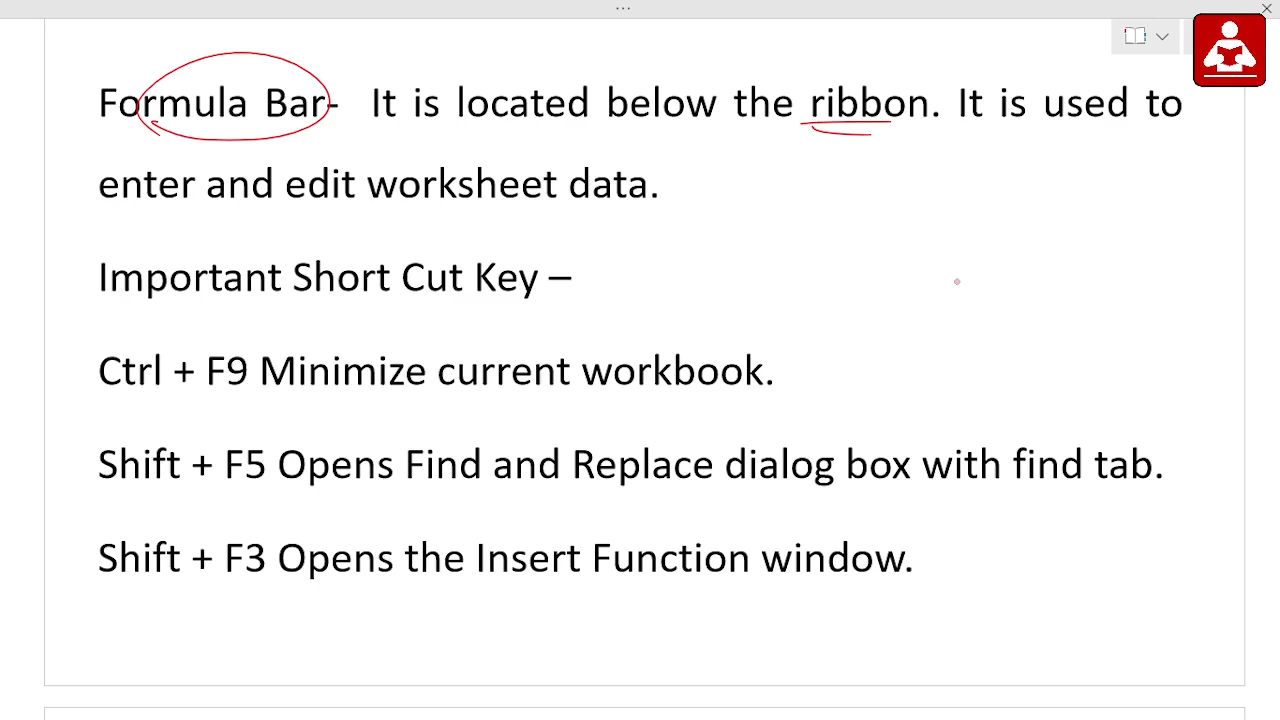 Formula Bar- It is located below the ribbon. It is used to
enter and edit worksheet data.
Important Short Cut Key –
Ctrl + F9 Minimize current workbook.
Shift + F5 Opens Find and Replace dialog box with find tab.
Shift + F3 Opens the Insert Function window.